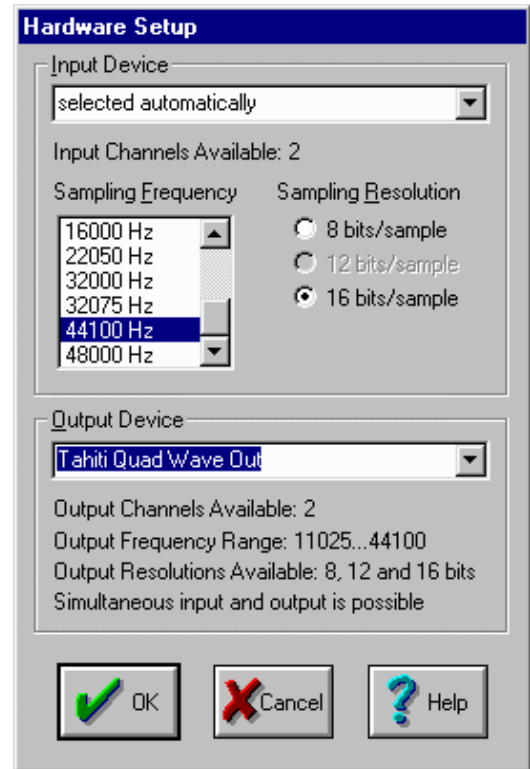 Hardware Setup
Input Device
selected automatically
Input Channels Available: 2
Sampling Frequency
16000 Hz
22050 Hz
32000 Hz
32075 Hz
44100 Hz
48000 Hz
Sampling Resolution
8 bits/sample
12 bits/sample
16 bits/sample
Output Device
Tahiti Quad Wave Out
Output Channels Available: 2
Output Frequency Range: 11025...44100
Output Resolutions Available: 8, 12 and 16 bits
Simultaneous input and output is possible
OK
Cancel
Help